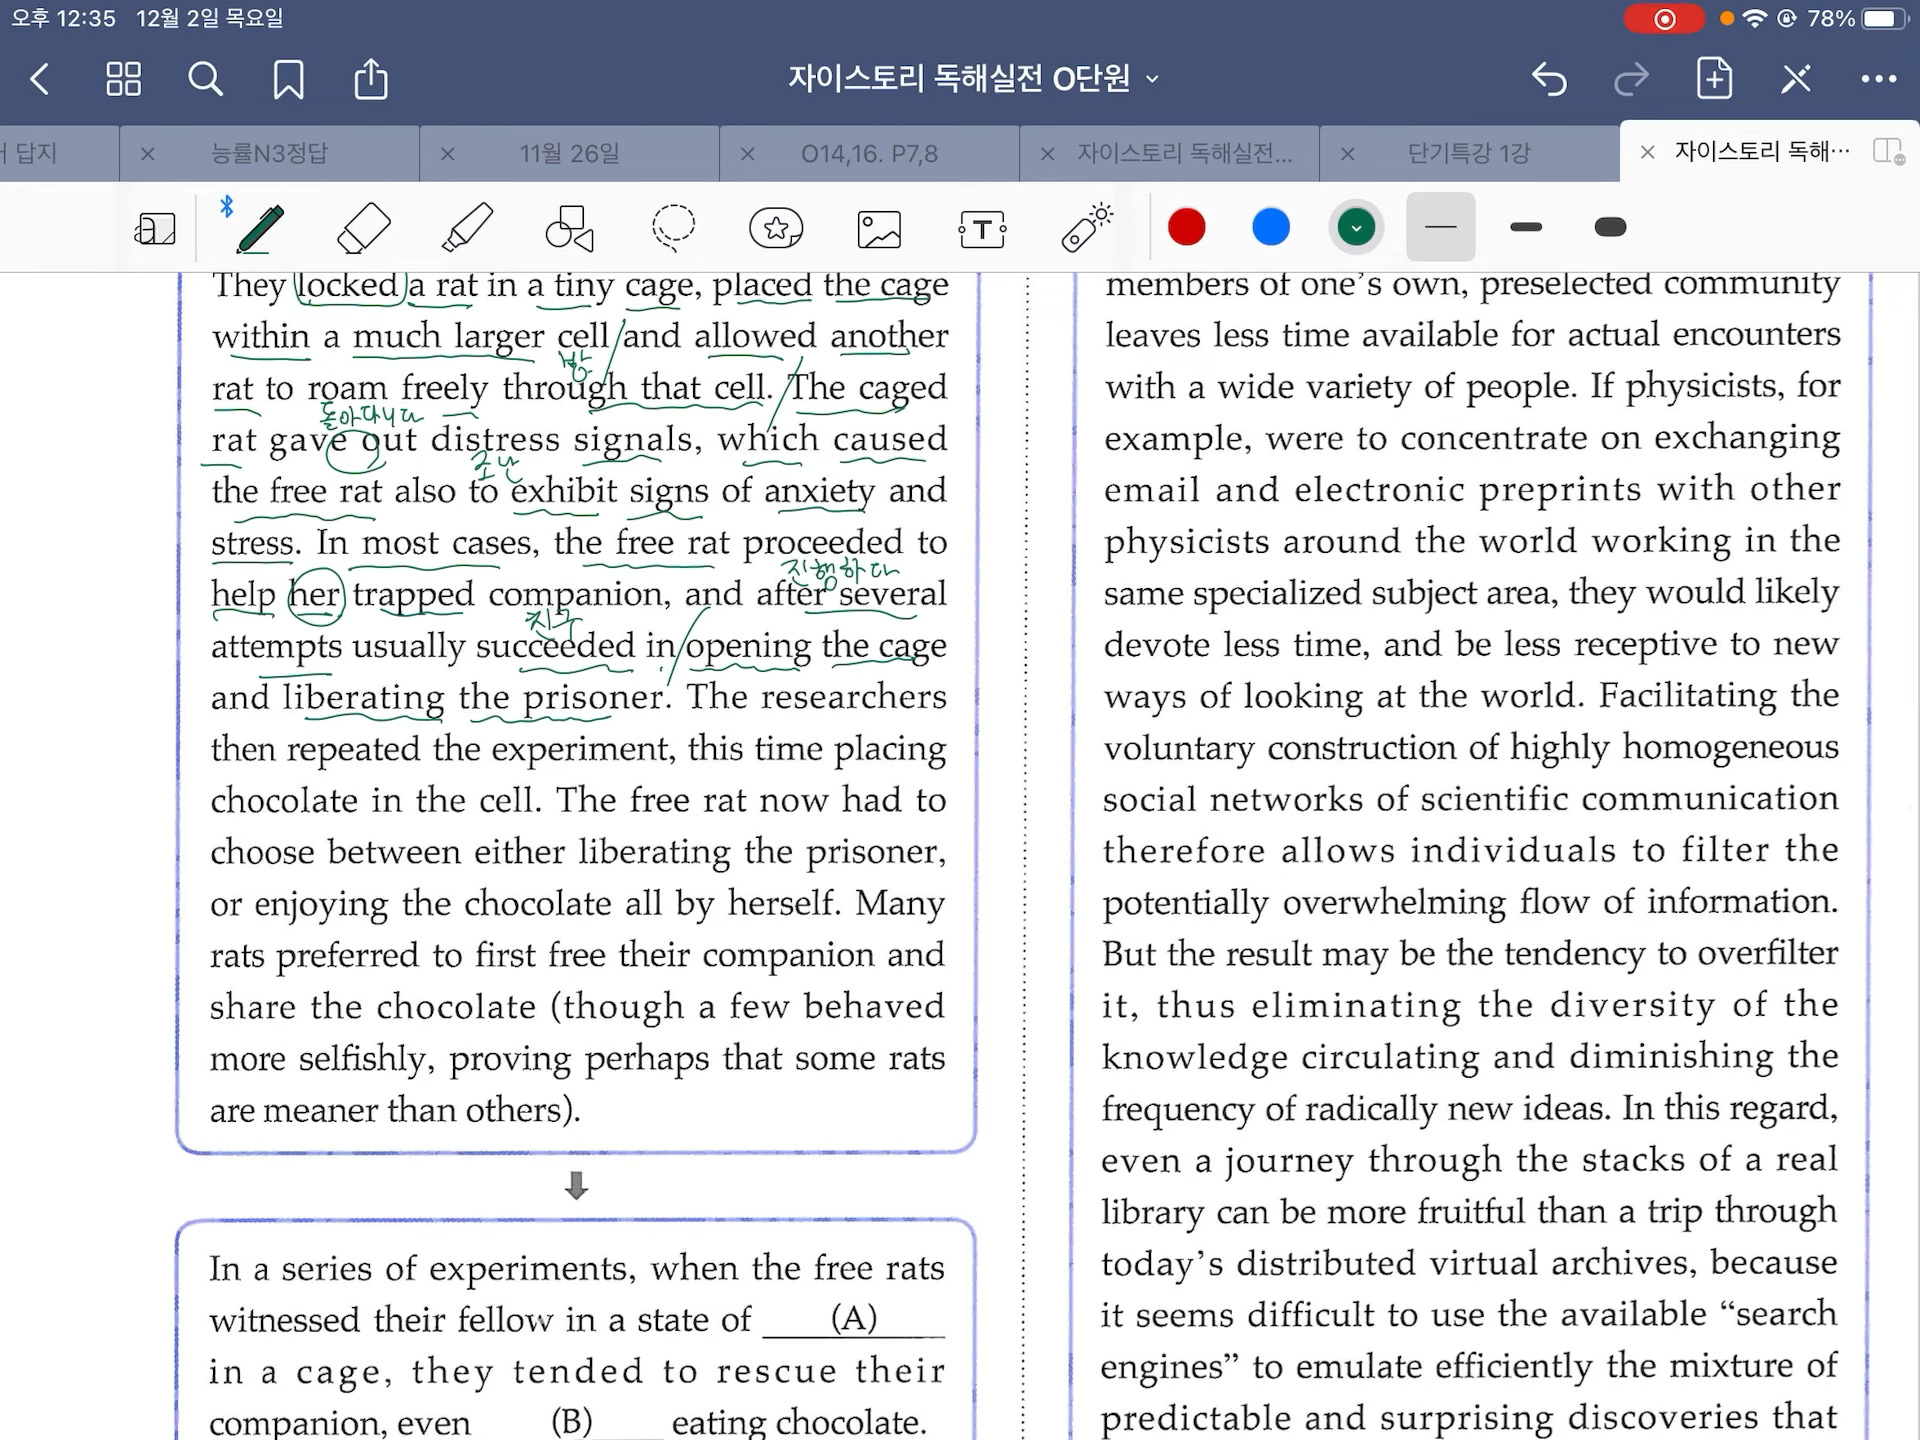 오후 12:35 12월 2일 목요일
78%
자이스토리 독해실전 O단원
답지
능률N3정답
11월 26일
O14,16. P7,8
자이스토리 독해실전...
단기특강 1강
자이스토리 독해...
They locked a rat in a tiny cage, placed the cage
within a much larger cell and allowed another
방
rat to roam freely through that cell. The caged
돌아다니다
rat gave out distress signals, which caused
조난
the free rat also to exhibit signs of anxiety and
stress. In most cases, the free rat proceeded to
진행하다
help her trapped companion, and after several
친구
attempts usually succeeded in opening the cage
and liberating the prisoner. The researchers
then repeated the experiment, this time placing
chocolate in the cell. The free rat now had to
choose between either liberating the prisoner,
or enjoying the chocolate all by herself. Many
rats preferred to first free their companion and
share the chocolate (though a few behaved
more selfishly, proving perhaps that some rats
are meaner than others).
In a series of experiments, when the free rats
witnessed their fellow in a state of (A)
in a cage, they tended to rescue their
companion, even (B) eating chocolate.
members of one's own, preselected community
leaves less time available for actual encounters
with a wide variety of people. If physicists, for
example, were to concentrate on exchanging
email and electronic preprints with other
physicists around the world working in the
same specialized subject area, they would likely
devote less time, and be less receptive to new
ways of looking at the world. Facilitating the
voluntary construction of highly homogeneous
social networks of scientific communication
therefore allows individuals to filter the
potentially overwhelming flow of information.
But the result may be the tendency to overfilter
it, thus eliminating the diversity of the
knowledge circulating and diminishing the
frequency of radically new ideas. In this regard,
even a journey through the stacks of a real
library can be more fruitful than a trip through
today's distributed virtual archives, because
it seems difficult to use the available “search
engines” to emulate efficiently the mixture of
predictable and surprising discoveries that